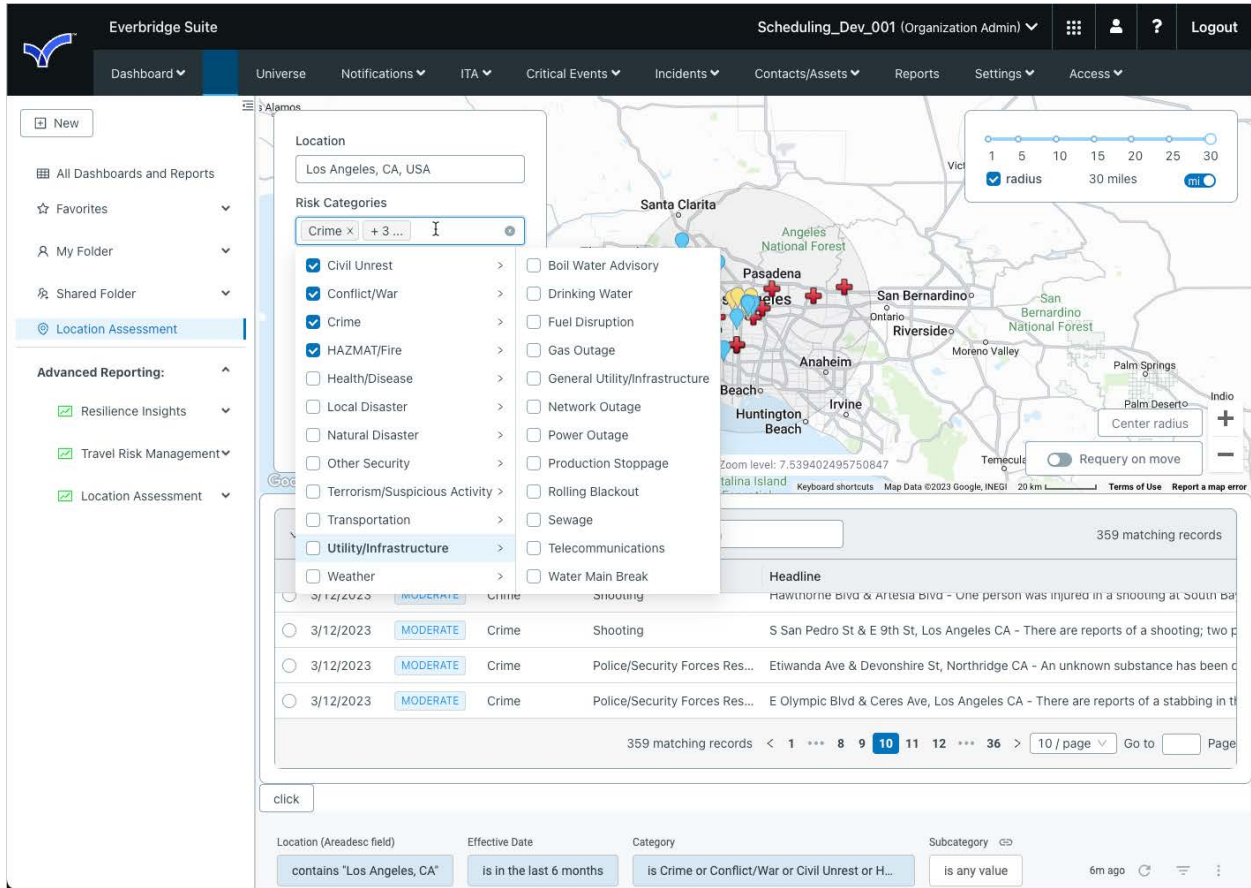 Everbridge Suite
Scheduling_Dev_001 (Organization Admin)
?
Logout
Dashboard
Universe
Notifications
ITA
Critical Events
Incidents
Contacts/Assets
Reports
Settings
Access
New
All Dashboards and Reports
Favorites
My Folder
Shared Folder
Location Assessment
Advanced Reporting:
Resilience Insights
Travel Risk Management
Location Assessment
s Alamos
Location
Los Angeles, CA, USA
Risk Categories
Crime × + 3 ...
Civil Unrest >
Conflict/War >
Crime >
HAZMAT/Fire >
Health/Disease >
Local Disaster >
Natural Disaster >
Other Security >
Terrorism/Suspicious Activity >
Transportation >
Utility/Infrastructure >
Weather >
Boil Water Advisory
Drinking Water
Fuel Disruption
Gas Outage
General Utility/Infrastructure
Network Outage
Power Outage
Production Stoppage
Rolling Blackout
Sewage
Telecommunications
Water Main Break
1 5 10 15 20 25 30
radius 30 miles mi
Vict
Santa Clarita
Angeles
National Forest
Pasadena
geles
San Bernardino
Ontario
Riverside
San
Bernardino
National Forest
Moreno Valley
Anaheim
Palm Springs
Beach
Irvine
Huntington
Beach
Indio
Palm Desert
Center radius
+
Temecula
Requery on move
−
Zoom level: 7.539402495750847
talina Island
Goo
Keyboard shortcuts Map Data ©2023 Google, INEGI 20 km Terms of Use Report a map error
359 matching records
Headline
3/12/2023 MODERATE Crime Shooting Hawthorne Blvd & Artesia Blvd - One person was injured in a shooting at South Bay
3/12/2023 MODERATE Crime Shooting S San Pedro St & E 9th St, Los Angeles CA - There are reports of a shooting; two p
3/12/2023 MODERATE Crime Police/Security Forces Res... Etiwanda Ave & Devonshire St, Northridge CA - An unknown substance has been
3/12/2023 MODERATE Crime Police/Security Forces Res... E Olympic Blvd & Ceres Ave, Los Angeles CA - There are reports of a stabbing in th
359 matching records < 1 ••• 8 9 10 11 12 ••• 36 > 10 / page Go to Page
click
Location (Areadesc field)
Effective Date
Category
Subcategory
contains "Los Angeles, CA"
is in the last 6 months
is Crime or Conflict/War or Civil Unrest or H...
is any value
6m ago